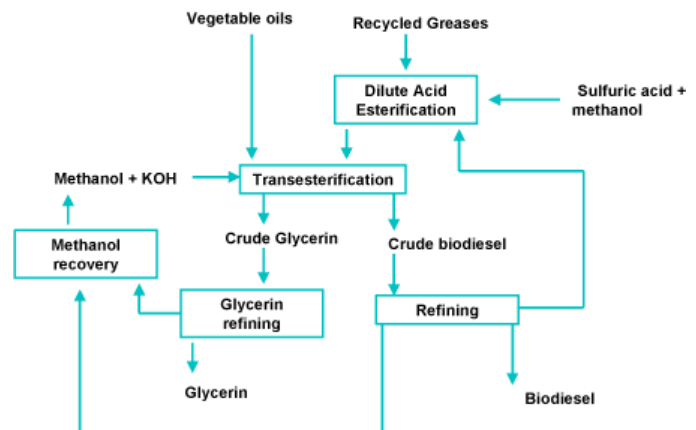 Vegetable oils
Recycled Greases
Dilute Acid
Esterification
Sulfuric acid +
methanol
Methanol + KOH
Transesterification
Methanol
recovery
Crude Glycerin
Crude biodiesel
Glycerin
refining
Refining
Glycerin
Biodiesel